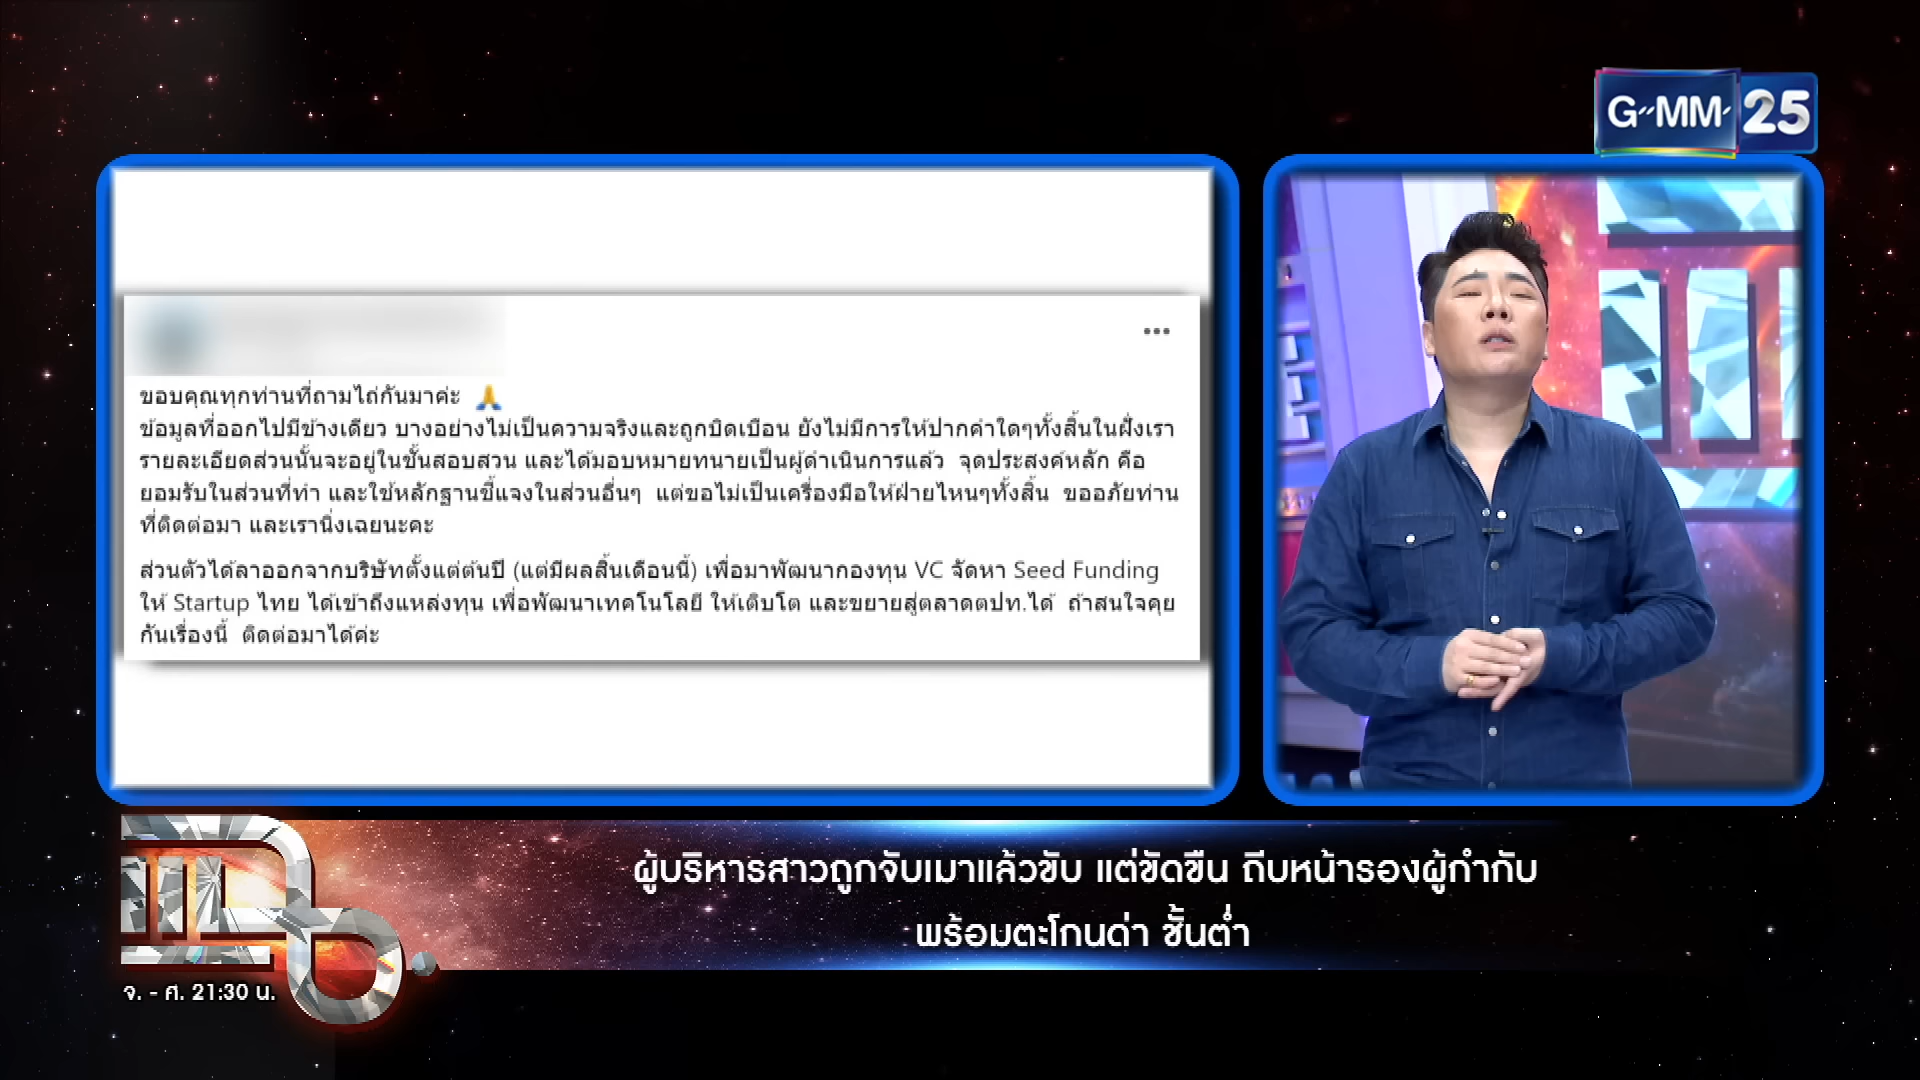 GMM 25
ขอบคุณทุกท่านที่ถามไถ่กันมาค่ะ 🙏
ข้อมูลที่ออกไปมีข้างเดียว บางอย่างไม่เป็นความจริงและถูกบิดเบือน ยังไม่มีการให้ปากคำใดๆทั้งสิ้นในฝั่งเรา
รายละเอียดส่วนนั้นจะอยู่ในขั้นสอบสวน และได้มอบหมายทนายเป็นผู้ดำเนินการแล้ว จุดประสงค์หลัก คือ
ยอมรับในส่วนที่ทำ และใช้หลักฐานชี้แจงในส่วนอื่นๆ แต่ขอไม่เป็นเครื่องมือให้ฝ่ายไหนๆทั้งสิ้น ขออภัยท่าน
ที่ติดต่อมา และเรานิ่งเฉยนะคะ
ส่วนตัวได้ลาออกจากบริษัทตั้งแต่ต้นปี (แต่มีผลสิ้นเดือนนี้) เพื่อมาพัฒนากองทุน VC จัดหา Seed Funding
ให้ Startup ไทย ได้เข้าถึงแหล่งทุน เพื่อพัฒนาเทคโนโลยี ให้เติบโต และขยายสู่ตลาดตปท.ได้ ถ้าสนใจคุย
กันเรื่องนี้ ติดต่อมาได้ค่ะ
แฉ
ผู้บริหารสาวถูกจับเมาแล้วขับ แต่ขัดขืน ถีบหน้ารองผู้กำกับ
พร้อมตะโกนด่า ชั้นต่ำ
จ. - ศ. 21:30 น.